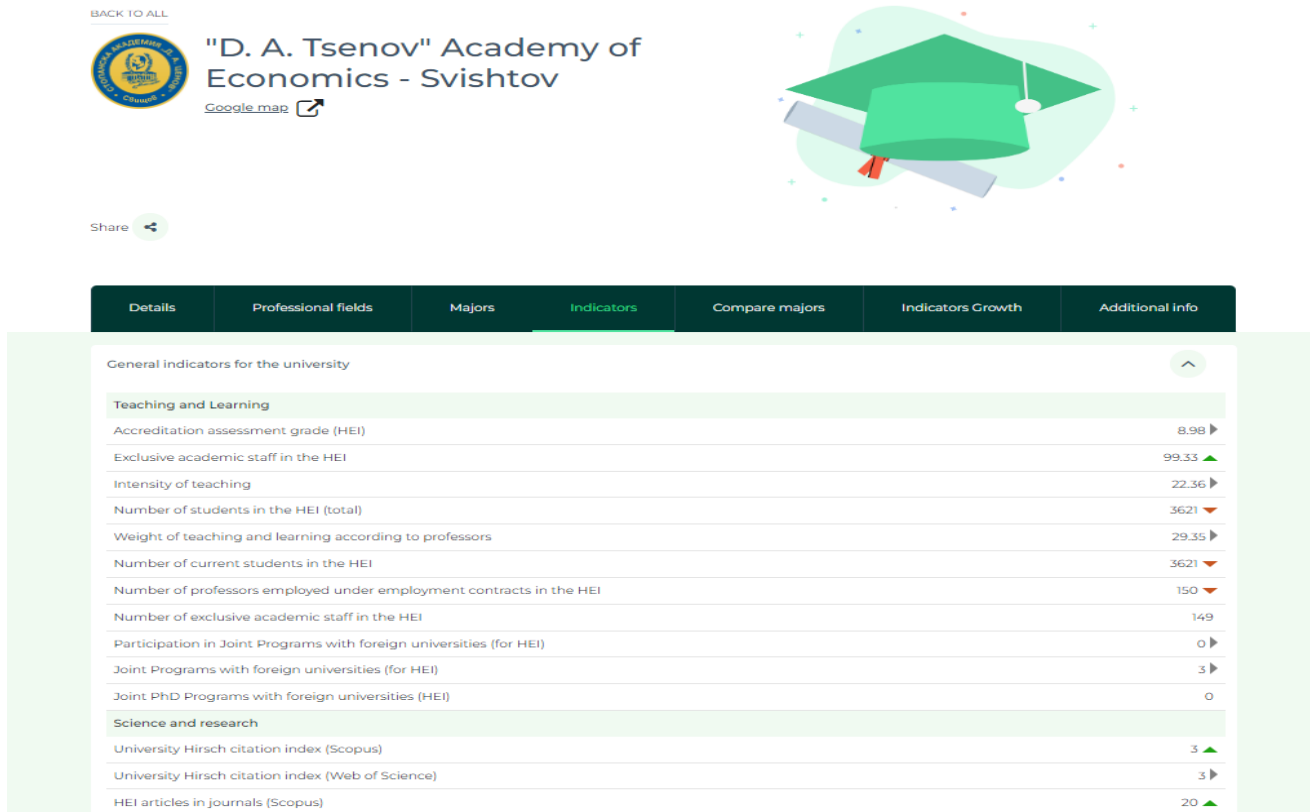 BACK TO ALL
СТОПАНСКА АКАДЕМИЯ „Д. А. ЦЕНОВ“
Свищов
"D. A. Tsenov" Academy of
Economics - Svishtov
Google map
Share
Details Professional fields Majors Indicators Compare majors Indicators Growth Additional info
General indicators for the university
Teaching and Learning
Accreditation assessment grade (HEI) 8.98
Exclusive academic staff in the HEI 99.33
Intensity of teaching 22.36
Number of students in the HEI (total) 3621
Weight of teaching and learning according to professors 29.35
Number of current students in the HEI 3621
Number of professors employed under employment contracts in the HEI 150
Number of exclusive academic staff in the HEI 149
Participation in Joint Programs with foreign universities (for HEI) 0
Joint Programs with foreign universities (for HEI) 3
Joint PhD Programs with foreign universities (HEI) 0
Science and research
University Hirsch citation index (Scopus) 3
University Hirsch citation index (Web of Science) 3
HEI articles in journals (Scopus) 20